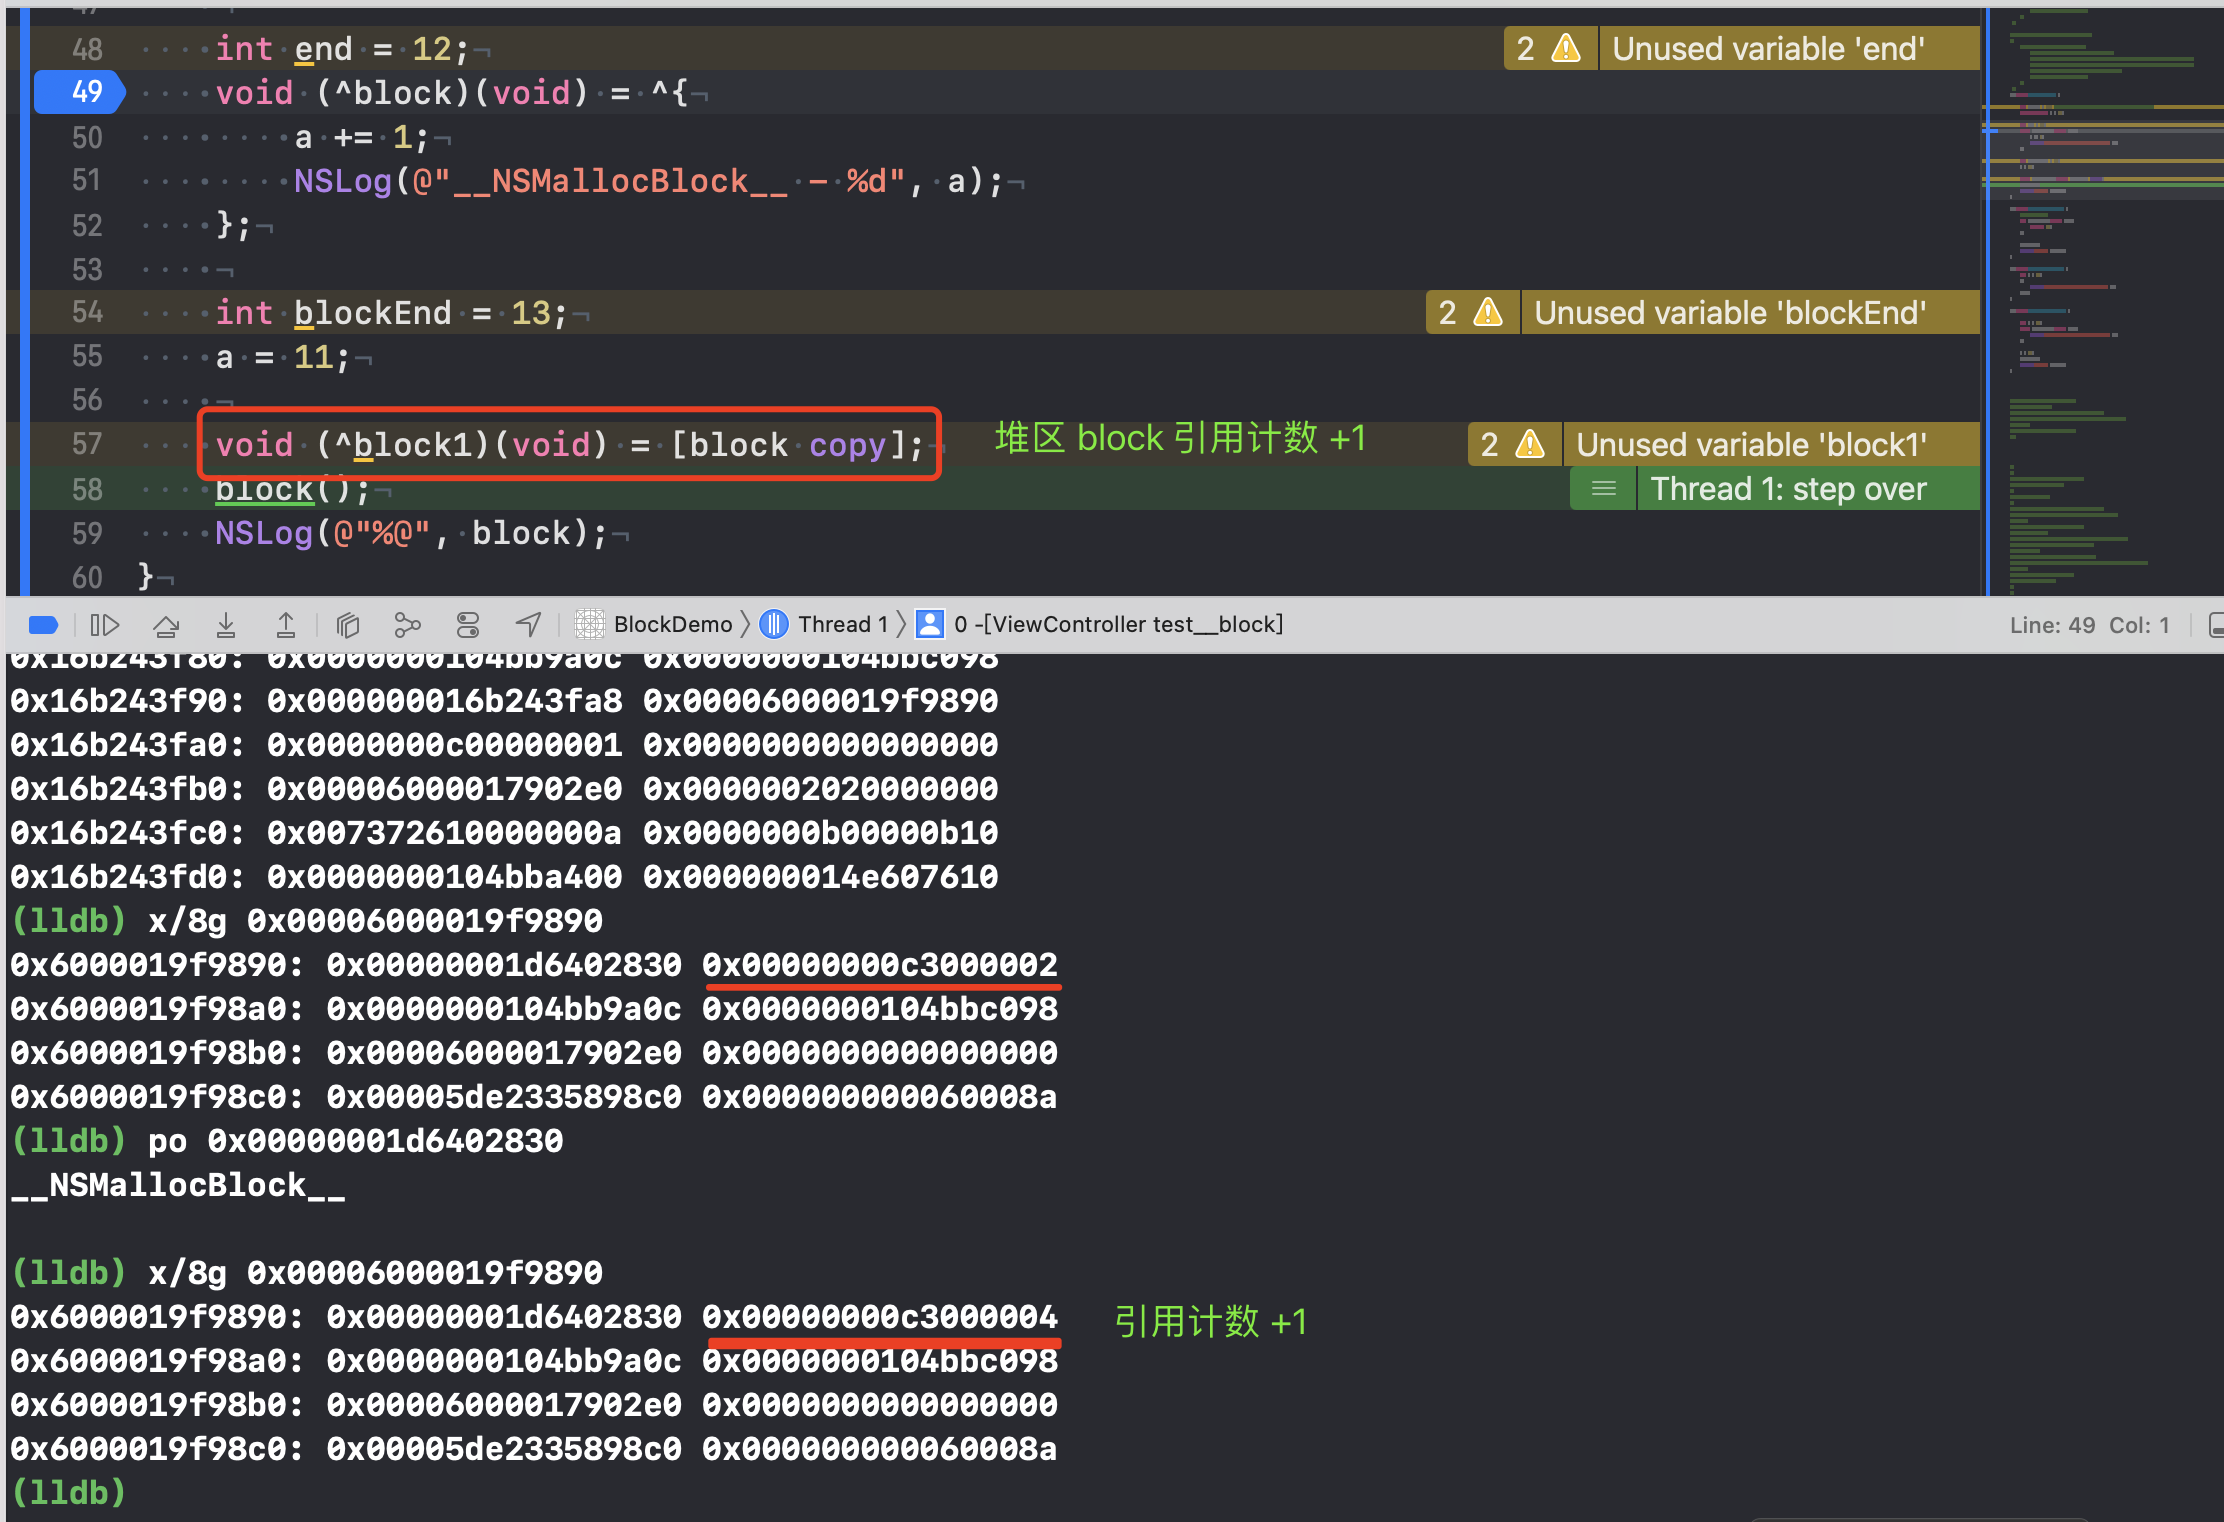 48 int end = 12; 2 Unused variable 'end'
49 void (^block)(void) = ^{
50 a += 1;
51 NSLog(@"__NSMallocBlock__ - %d", a);
52 };
53
54 int blockEnd = 13; 2 Unused variable 'blockEnd'
55 a = 11;
56
57 void (^block1)(void) = [block copy]; 堆区 block 引用计数 +1 2 Unused variable 'block1'
58 block(); Thread 1: step over
59 NSLog(@"%@", block);
60 }
BlockDemo Thread 1 0 -[ViewController test__block] Line: 49 Col: 1
0x16b243f80: 0x0000000104bb9a0c 0x0000000104bbc098
0x16b243f90: 0x000000016b243fa8 0x00006000019f9890
0x16b243fa0: 0x0000000c00000001 0x0000000000000000
0x16b243fb0: 0x00006000017902e0 0x0000002020000000
0x16b243fc0: 0x007372610000000a 0x0000000b00000b10
0x16b243fd0: 0x0000000104bba400 0x000000014e607610
(lldb) x/8g 0x00006000019f9890
0x6000019f9890: 0x00000001d6402830 0x00000000c3000002
0x6000019f98a0: 0x0000000104bb9a0c 0x0000000104bbc098
0x6000019f98b0: 0x00006000017902e0 0x0000000000000000
0x6000019f98c0: 0x00005de2335898c0 0x000000000060008a
(lldb) po 0x00000001d6402830
__NSMallocBlock__
(lldb) x/8g 0x00006000019f9890
0x6000019f9890: 0x00000001d6402830 0x00000000c3000004 引用计数 +1
0x6000019f98a0: 0x0000000104bb9a0c 0x0000000104bbc098
0x6000019f98b0: 0x00006000017902e0 0x0000000000000000
0x6000019f98c0: 0x00005de2335898c0 0x000000000060008a
(lldb)